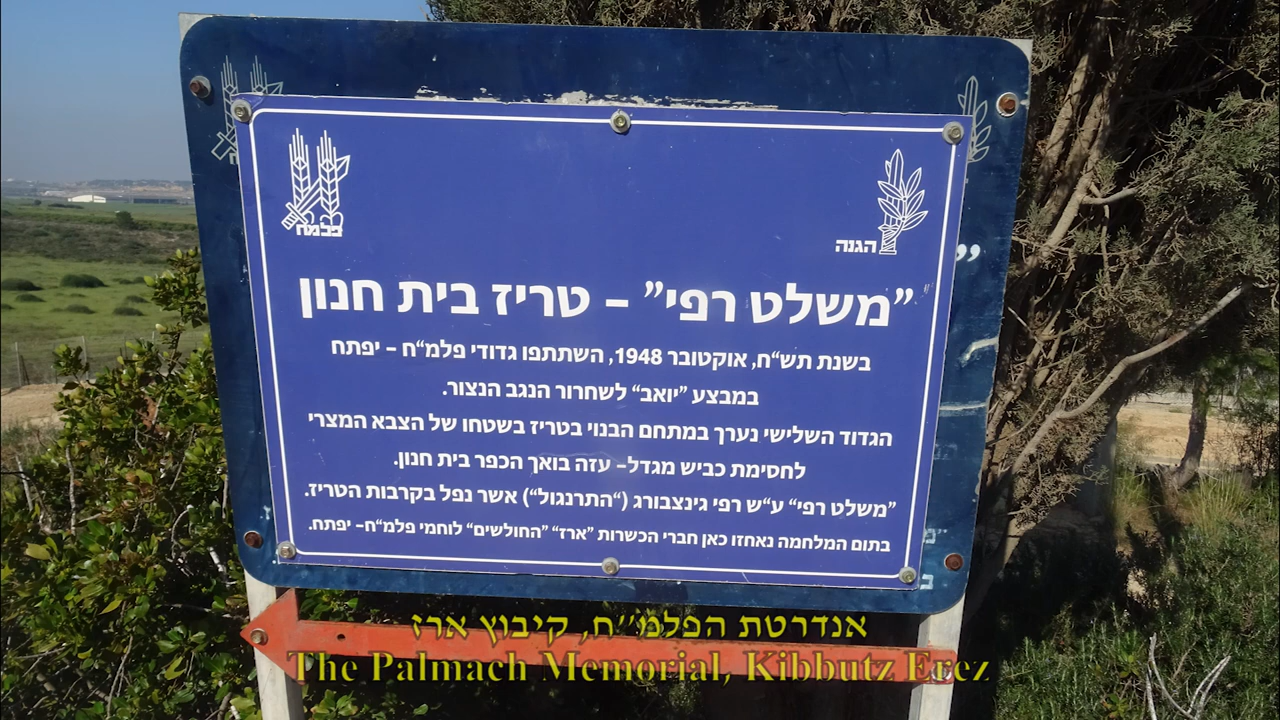 פלמח
הגנה
"משלט רפי" – טריז בית חנון
בשנת תש"ח, אוקטובר 1948, השתתפו גדודי פלמ"ח – יפתח
במבצע "יואב" לשחרור הנגב הנצור.
הגדוד השלישי נערך במתחם הבנוי בטריז בשטחו של הצבא המצרי
לחסימת כביש מגדל– עזה בואך הכפר בית חנון.
"משלט רפי" ע"ש רפי גינצבורג ("התרנגול") אשר נפל בקרבות הטריז.
בתום המלחמה נאחזו כאן חברי הכשרות "ארז" "החולשים" לוחמי פלמ"ח– יפתח.
אנדרטת הפלמ''ח, קיבוץ ארז
The Palmach Memorial, Kibbutz Erez